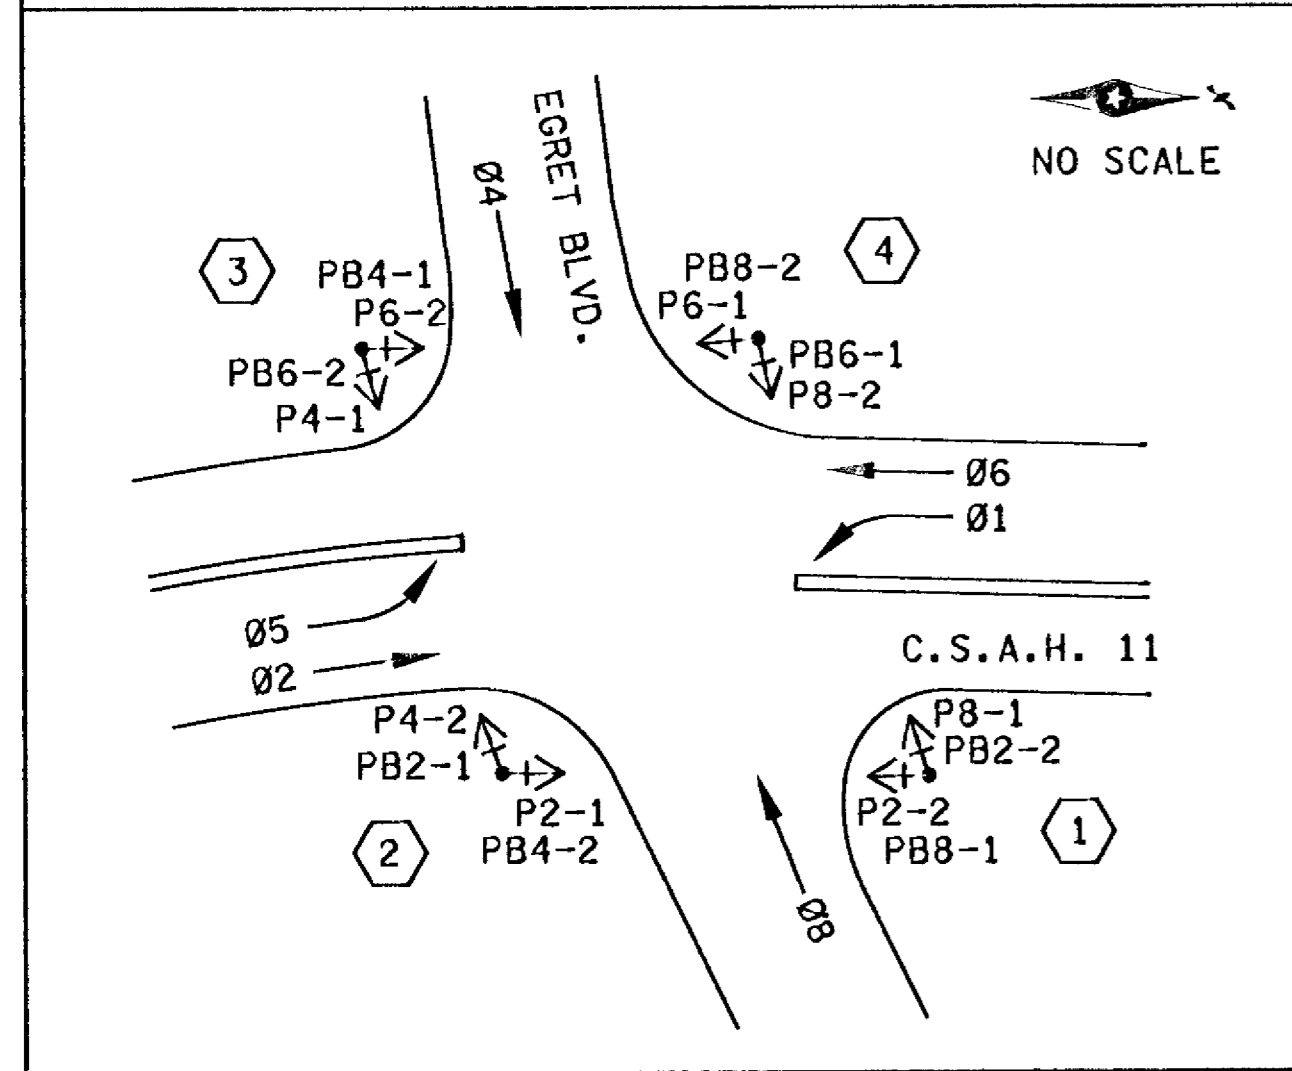 EGRET BLVD.
NO SCALE
Ø4
3
4
PB4-1
P6-2
PB8-2
P6-1
PB6-2
P4-1
PB6-1
P8-2
Ø6
Ø1
Ø5
Ø2
C.S.A.H. 11
P4-2
PB2-1
P8-1
PB2-2
P2-1
PB4-2
P2-2
PB8-1
2
1
Ø8